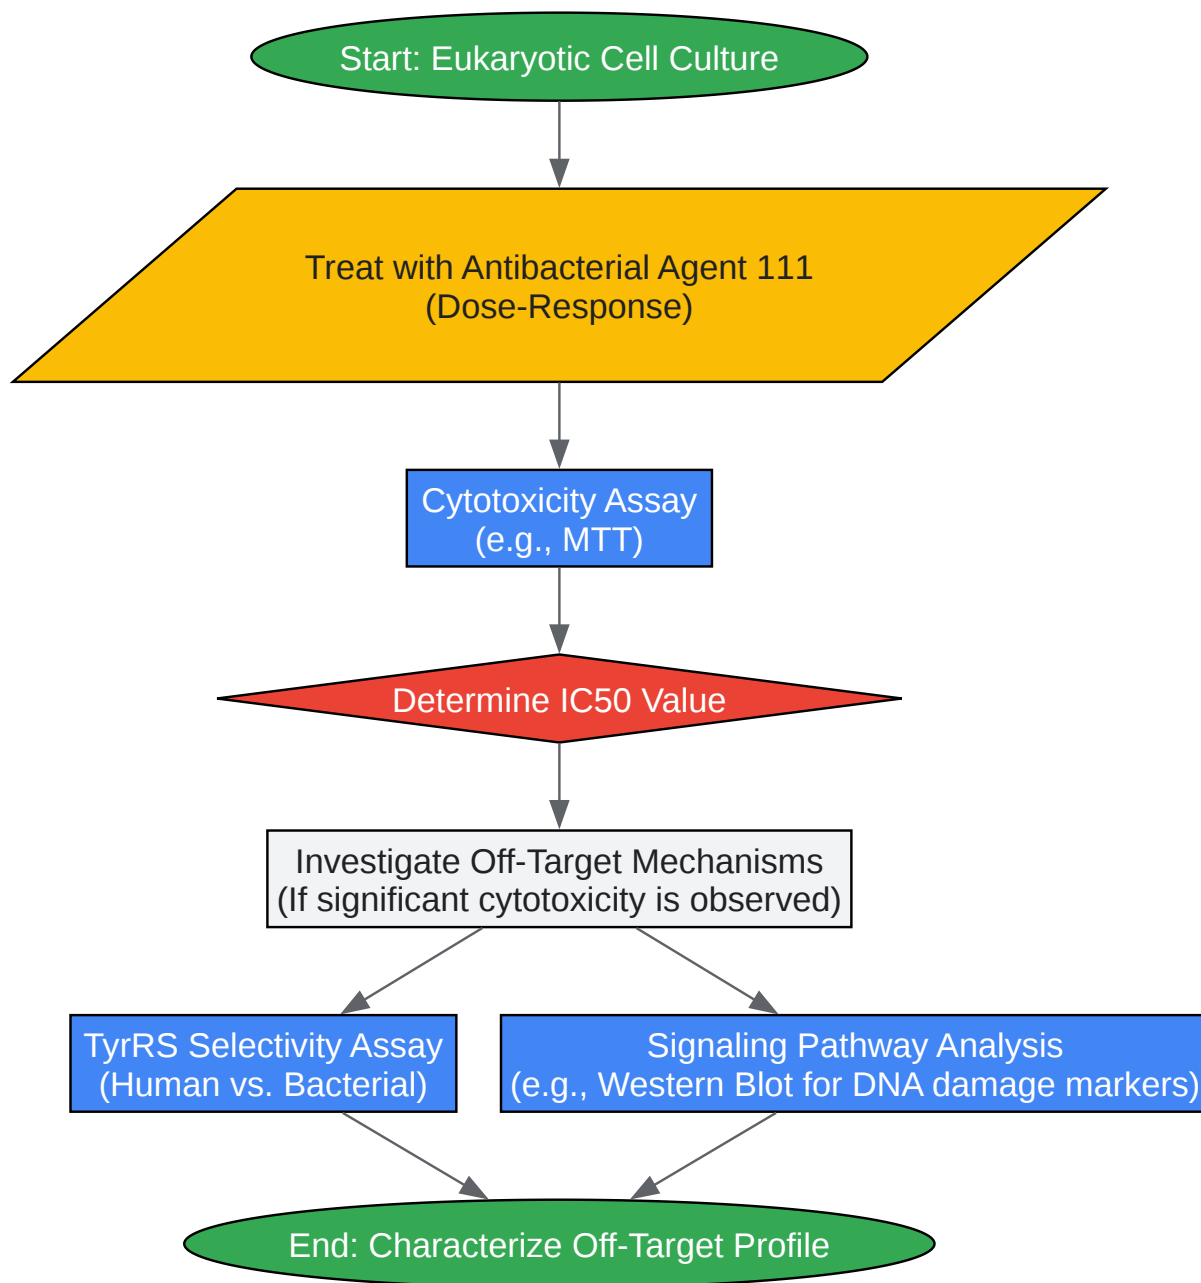 Start: Eukaryotic Cell Culture
Treat with Antibacterial Agent 111
(Dose-Response)
Cytotoxicity Assay
(e.g., MTT)
Determine IC50 Value
Investigate Off-Target Mechanisms
(If significant cytotoxicity is observed)
TyrRS Selectivity Assay
(Human vs. Bacterial)
Signaling Pathway Analysis
(e.g., Western Blot for DNA damage markers)
End: Characterize Off-Target Profile